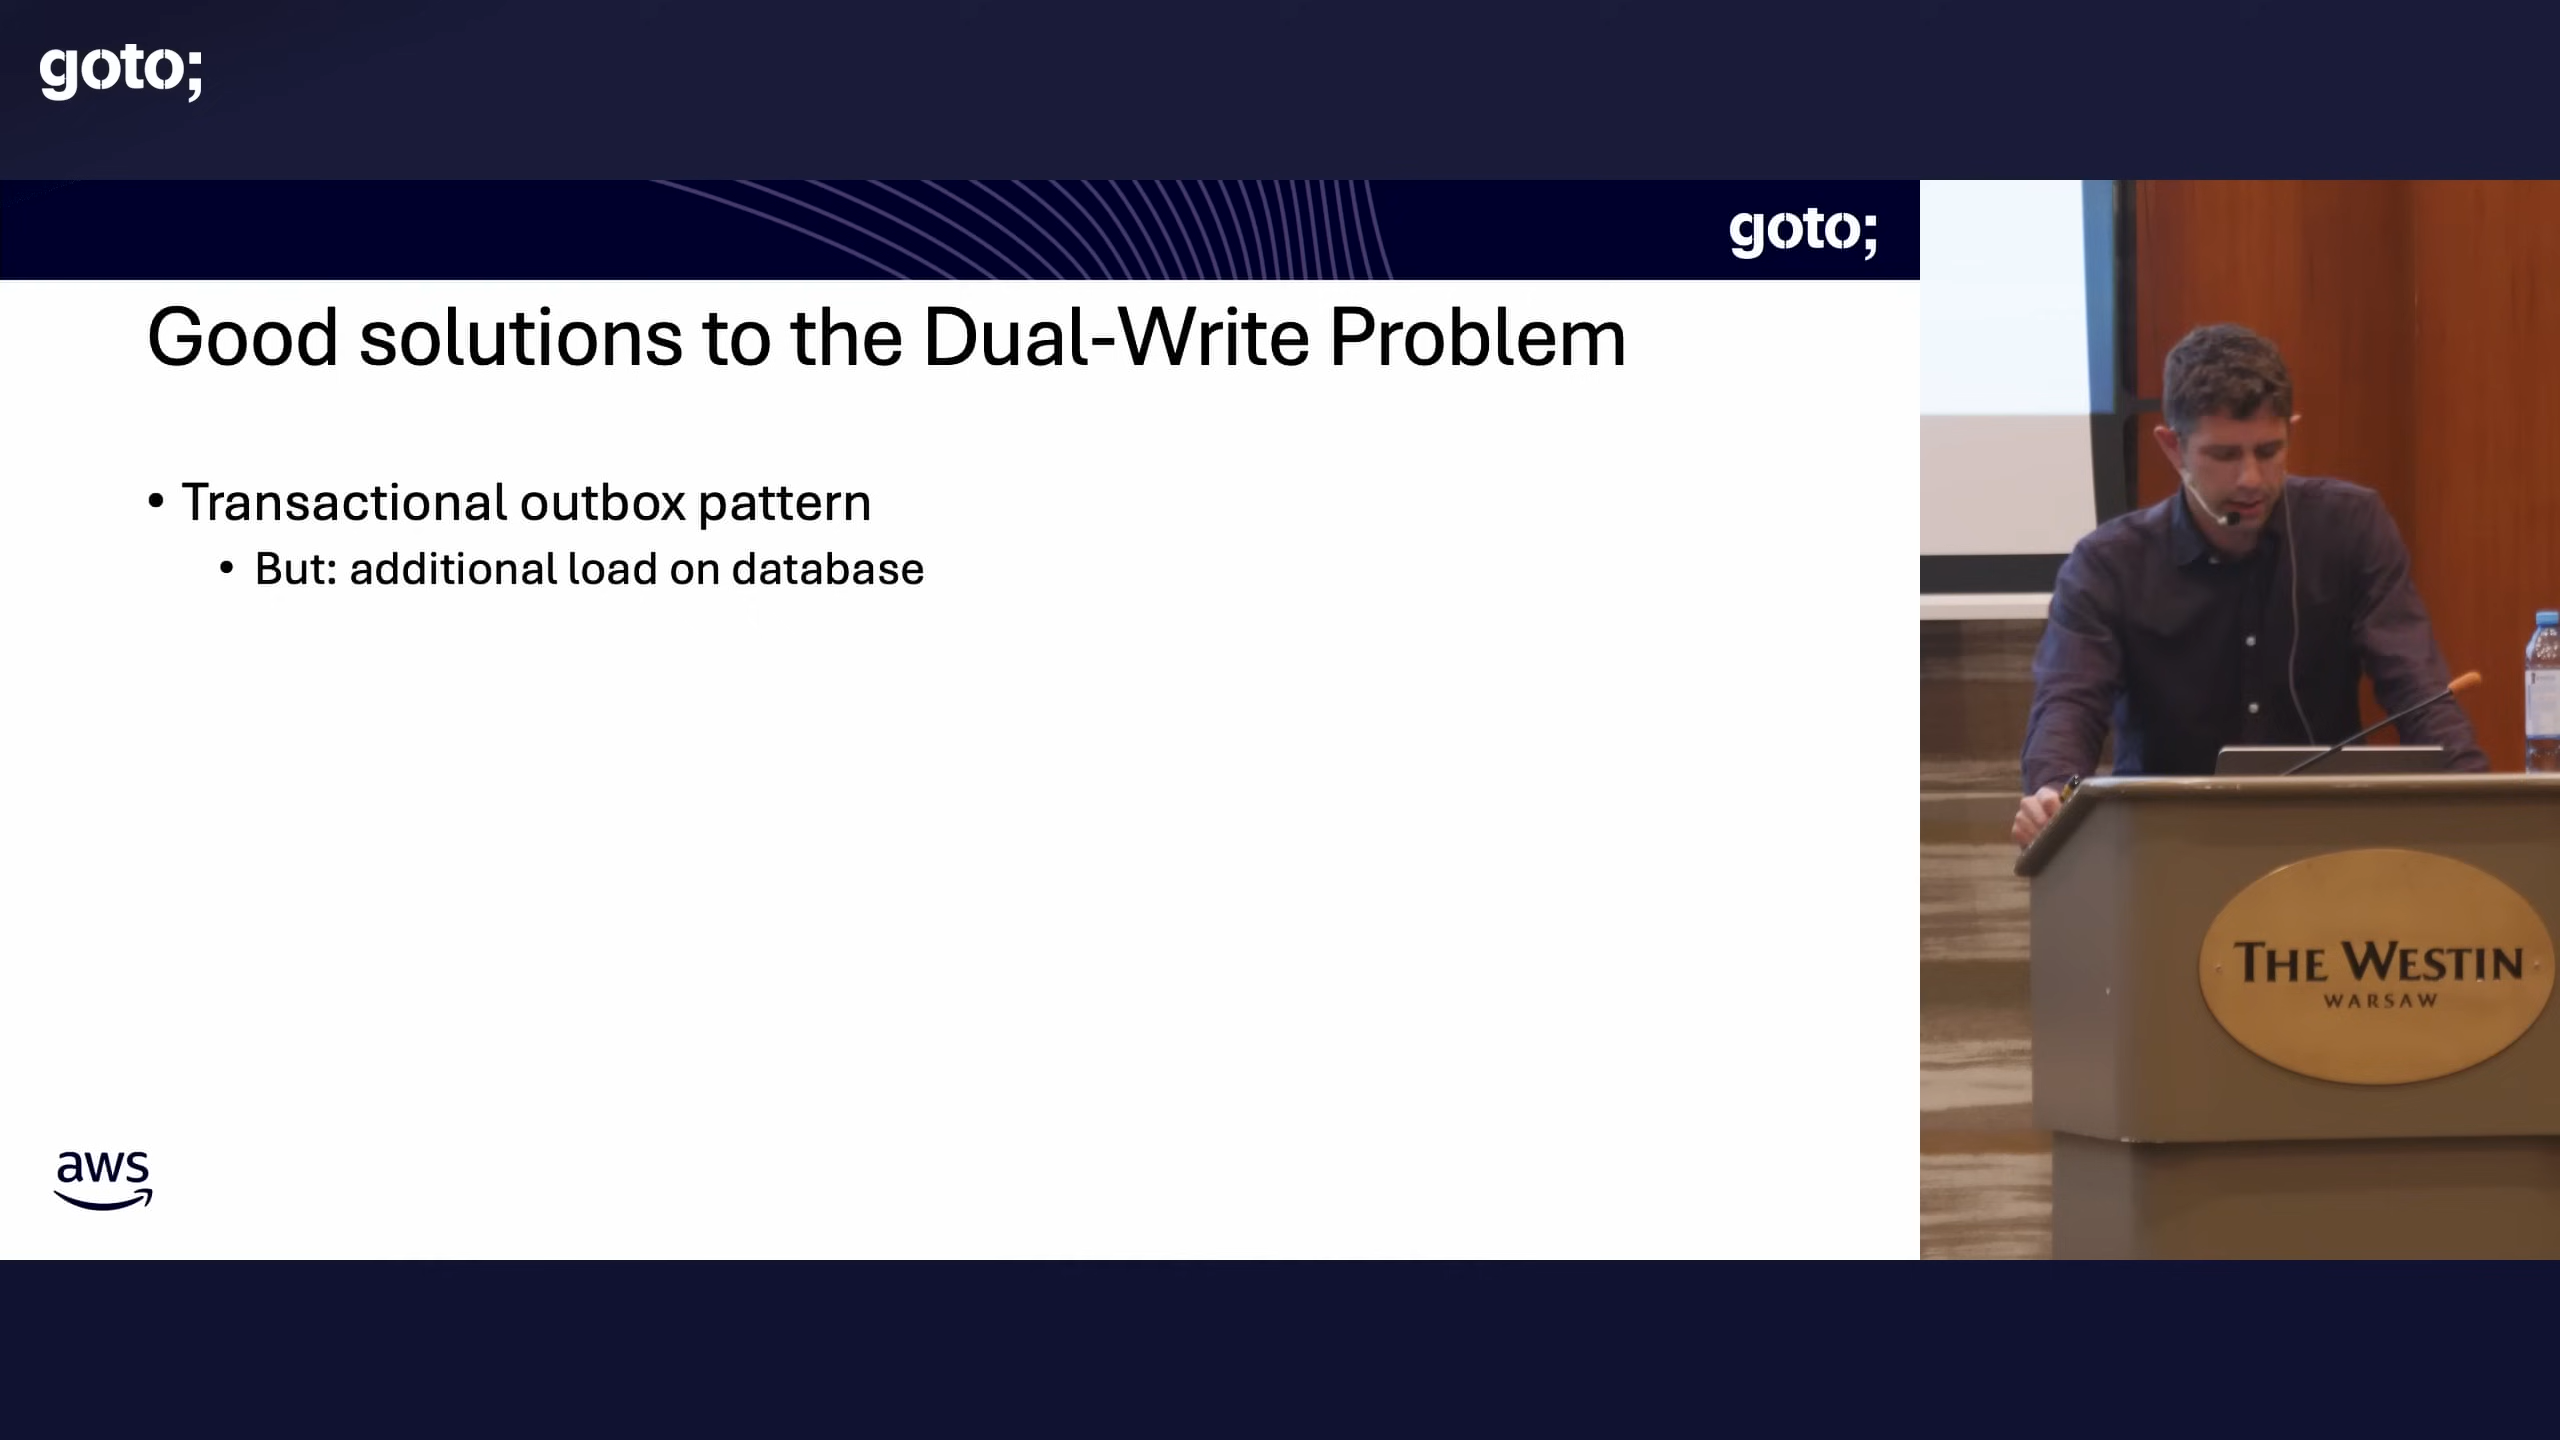 goto;
goto;
Good solutions to the Dual-Write Problem
• Transactional outbox pattern
• But: additional load on database
aws
THE WESTIN
WARSAW